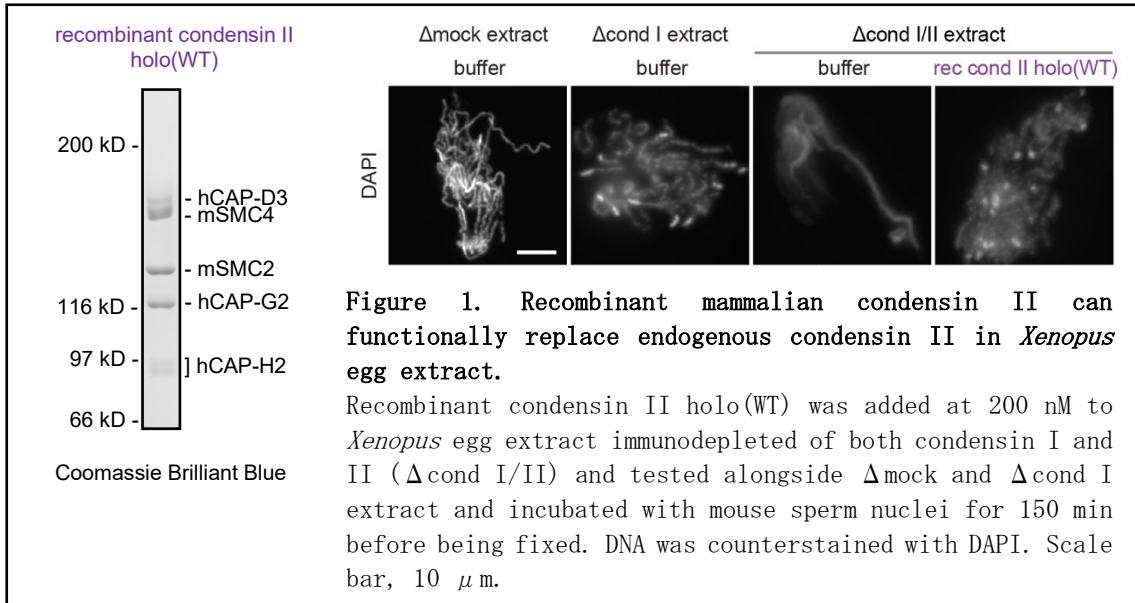 recombinant condensin II
holo(WT)
200 kD -
- hCAP-D3
- mSMC4
- mSMC2
116 kD -
- hCAP-G2
97 kD -
] hCAP-H2
66 kD -
Coomassie Brilliant Blue
Δmock extract
Δcond I extract
Δcond I/II extract
buffer
buffer
buffer
rec cond II holo(WT)
DAPI
Figure 1. Recombinant mammalian condensin II can
functionally replace endogenous condensin II in Xenopus
egg extract.
Recombinant condensin II holo(WT) was added at 200 nM to
Xenopus egg extract immunodepleted of both condensin I and
II (Δcond I/II) and tested alongside Δmock and Δcond I
extract and incubated with mouse sperm nuclei for 150 min
before being fixed. DNA was counterstained with DAPI. Scale
bar, 10 μm.